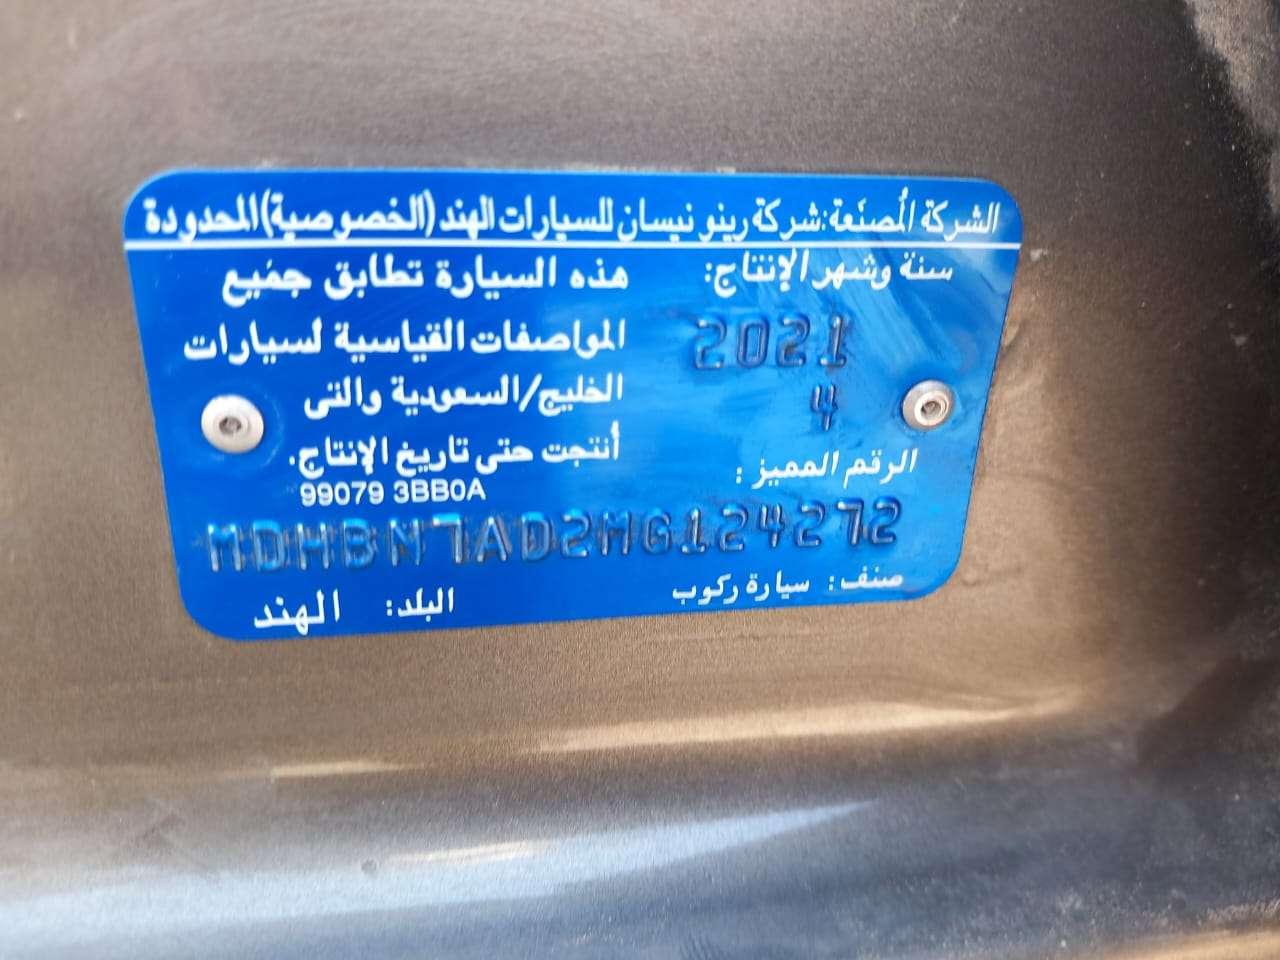 الشركة المُصنّعة: شركة رينو نيسان للسيارات الهند (الخصوصية) المحدودة
سنة وشهر الإنتاج:
2021
4
الرقم المميز :
هذه السيارة تطابق جميع
المواصفات القياسية لسيارات
الخليج/السعودية والتى
أنتجت حتى تاريخ الإنتاج.
99079 3BB0A
MDHBN7AD2MG124272
صنف: سيارة ركوب
البلد: الهند